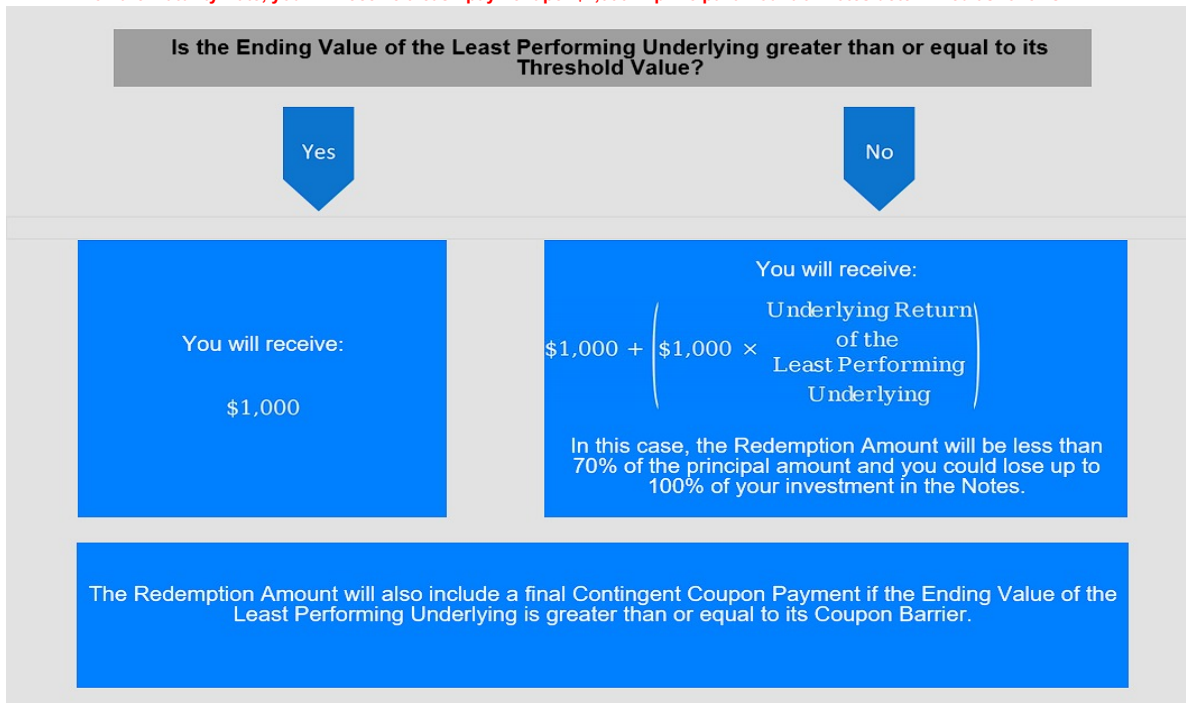 Is the Ending Value of the Least Performing Underlying greater than or equal to its
Threshold Value?
Yes
No
You will receive:
$1,000
You will receive:
$1,000 + ($1,000 × Underlying Return
of the
Least Performing
Underlying)
In this case, the Redemption Amount will be less than
70% of the principal amount and you could lose up to
100% of your investment in the Notes.
The Redemption Amount will also include a final Contingent Coupon Payment if the Ending Value of the
Least Performing Underlying is greater than or equal to its Coupon Barrier.